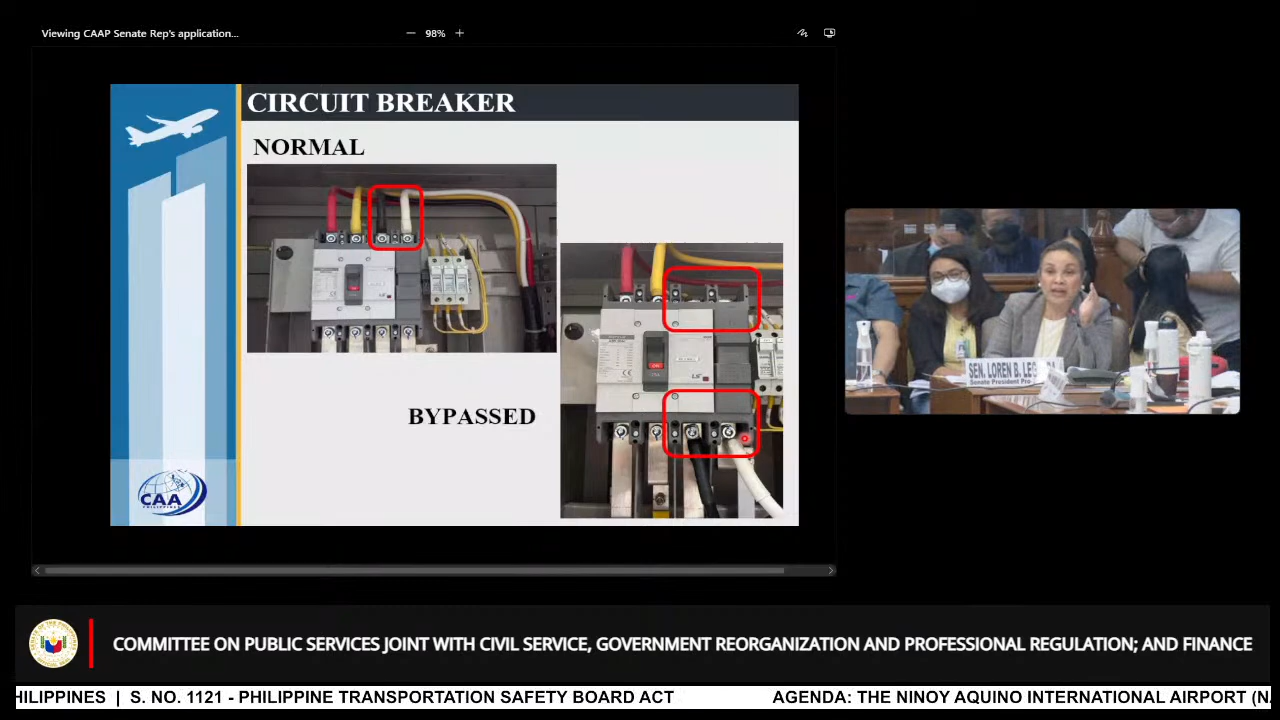 Viewing CAAP Senate Rep's application...
98%
CIRCUIT BREAKER
NORMAL
BYPASSED
CAA
PHILIPPINES
SEN. LOREN B. LEG
Senate President Pro
COMMITTEE ON PUBLIC SERVICES JOINT WITH CIVIL SERVICE, GOVERNMENT REORGANIZATION AND PROFESSIONAL REGULATION; AND FINANCE
HILIPPINES | S. NO. 1121 - PHILIPPINE TRANSPORTATION SAFETY BOARD ACT
AGENDA: THE NINOY AQUINO INTERNATIONAL AIRPORT (N